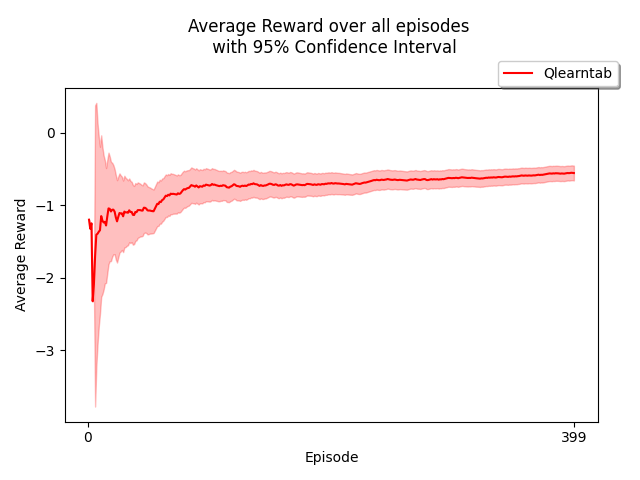 Average Reward over all episodes
with 95% Confidence Interval
Qlearntab
0
−1
−2
−3
Average Reward
0
399
Episode